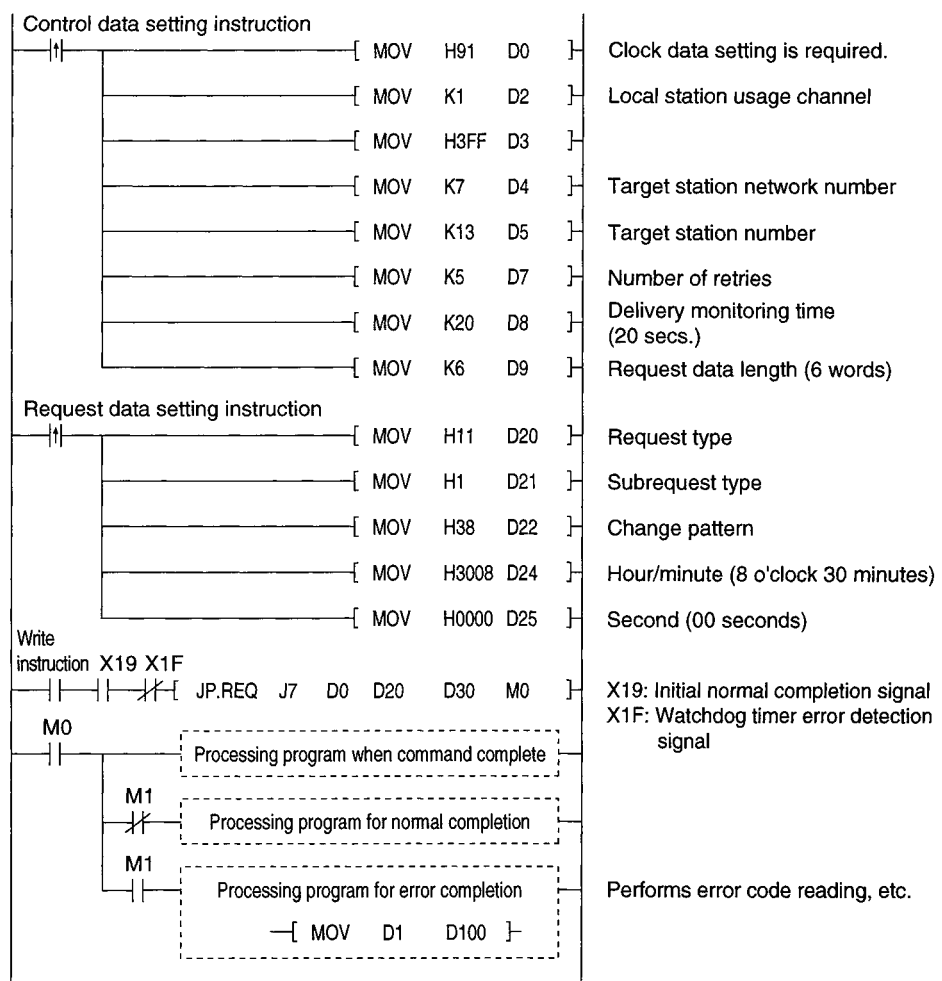 Control data setting instruction
MOV H91 D0 Clock data setting is required.
MOV K1 D2 Local station usage channel
MOV H3FF D3
MOV K7 D4 Target station network number
MOV K13 D5 Target station number
MOV K5 D7 Number of retries
MOV K20 D8 Delivery monitoring time
(20 secs.)
MOV K6 D9 Request data length (6 words)
Request data setting instruction
MOV H11 D20 Request type
MOV H1 D21 Subrequest type
MOV H38 D22 Change pattern
MOV H3008 D24 Hour/minute (8 o'clock 30 minutes)
MOV H0000 D25 Second (00 seconds)
Write
instruction X19 X1F
JP.REQ J7 D0 D20 D30 M0 X19: Initial normal completion signal
X1F: Watchdog timer error detection
signal
M0
Processing program when command complete
M1
Processing program for normal completion
M1
Processing program for error completion Performs error code reading, etc.
MOV D1 D100